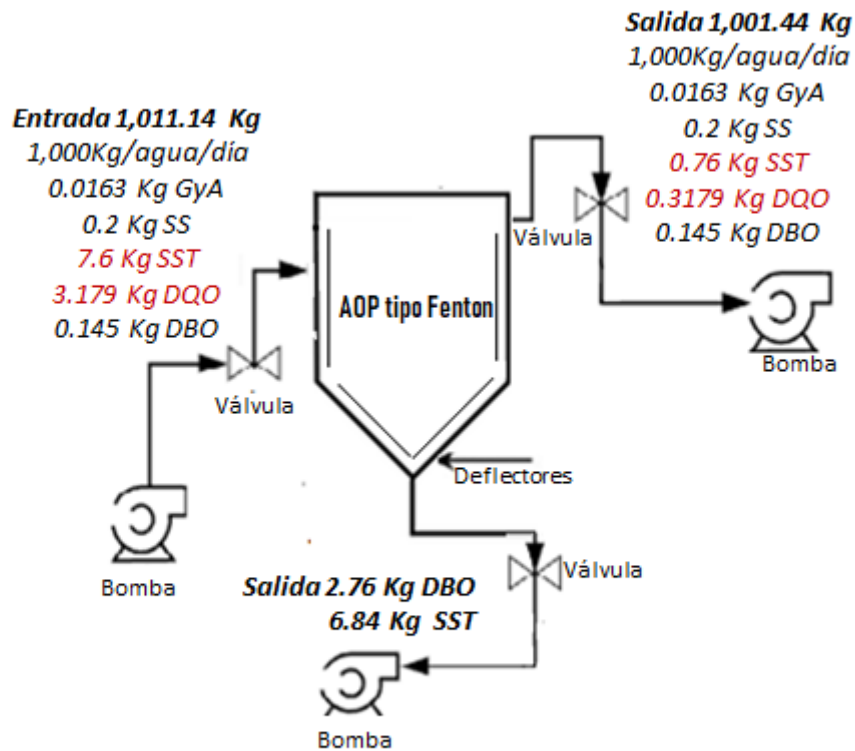 Salida 1,001.44 Kg
1,000Kg/agua/día
0.0163 Kg GyA
0.2 Kg SS
0.76 Kg SST
0.3179 Kg DQO
0.145 Kg DBO
Entrada 1,011.14 Kg
1,000Kg/agua/día
0.0163 Kg GyA
0.2 Kg SS
7.6 Kg SST
3.179 Kg DQO
0.145 Kg DBO
Válvula
AOP tipo Fenton
Bomba
Válvula
Deflectores
Bomba
Válvula
Salida 2.76 Kg DBO
6.84 Kg SST
Bomba